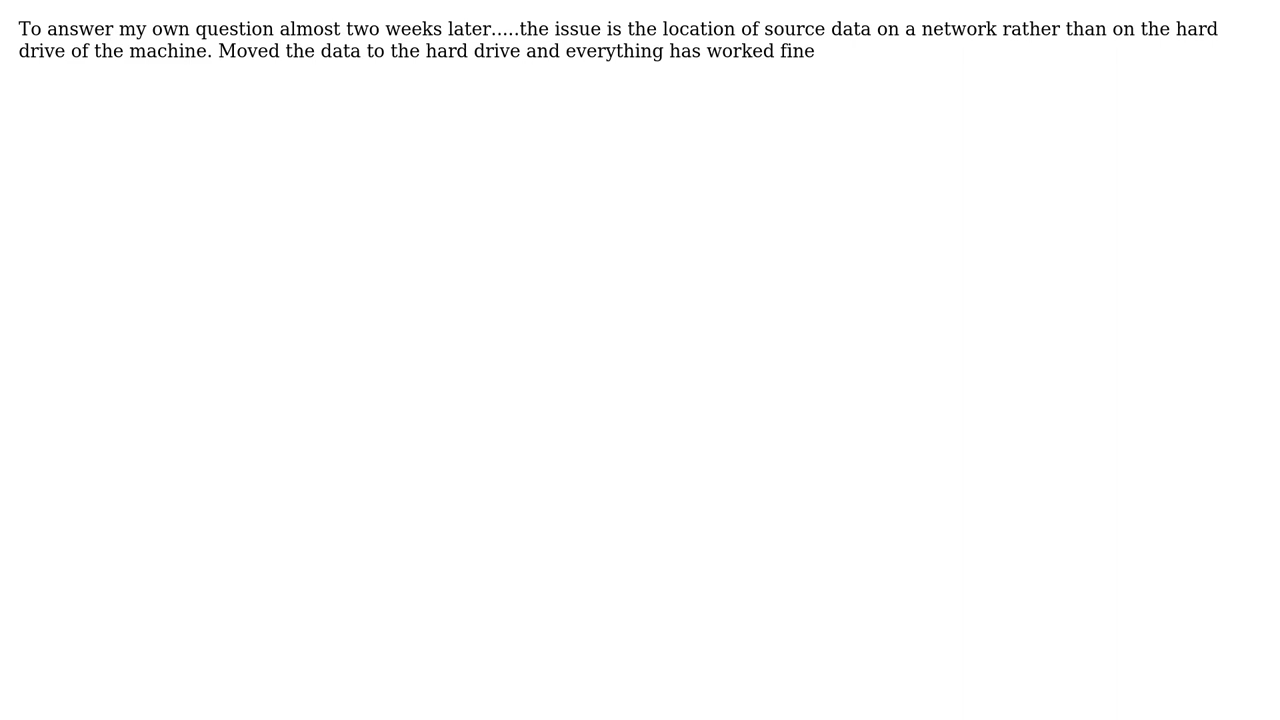 To answer my own question almost two weeks later.....the issue is the location of source data on a network rather than on the hard
drive of the machine. Moved the data to the hard drive and everything has worked fine